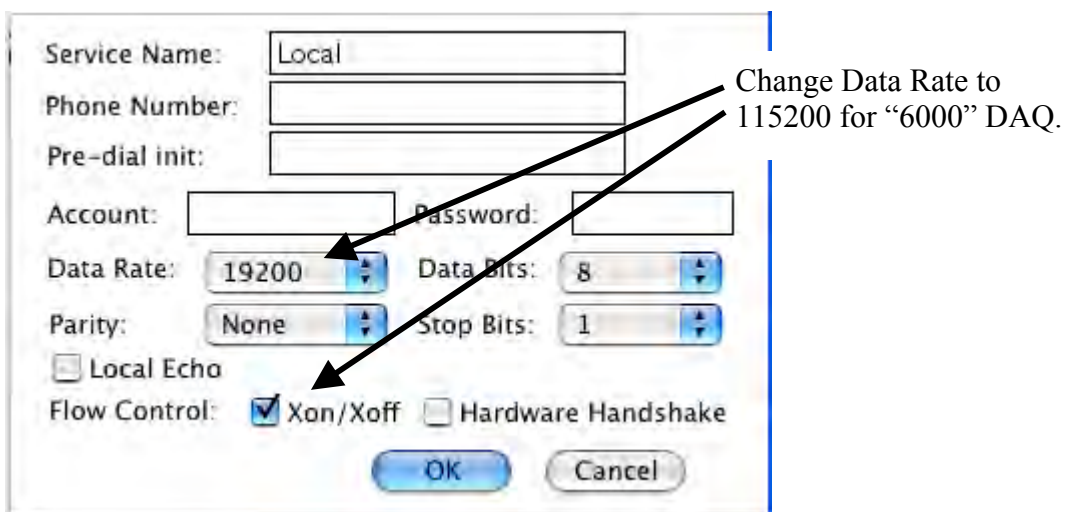 Service Name: Local
Phone Number:
Pre-dial init:
Account: Password:
Data Rate: 19200 Data Bits: 8
Parity: None Stop Bits: 1
Local Echo
Flow Control: Xon/Xoff Hardware Handshake
OK Cancel
Change Data Rate to
115200 for “6000” DAQ.